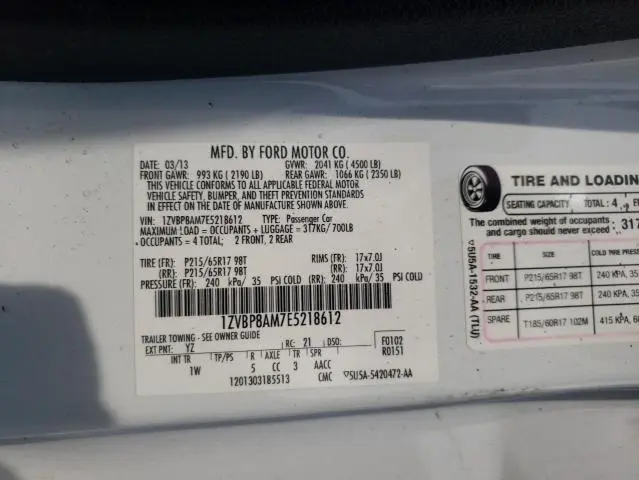 MFD. BY FORD MOTOR CO.
DATE: 03/13 GVWR: 2041 KG ( 4500 LB)
FRONT GAWR: 993 KG ( 2190 LB) REAR GAWR: 1066 KG ( 2350 LB)
THIS VEHICLE CONFORMS TO ALL APPLICABLE FEDERAL MOTOR
VEHICLE SAFETY, BUMPER, AND THEFT PREVENTION STANDARDS
IN EFFECT ON THE DATE OF MANUFACTURE SHOWN ABOVE.
VIN: 1ZVBP8AM7E5218612 TYPE: Passenger Car
MAXIMUM LOAD = OCCUPANTS + LUGGAGE = 317KG/ 700LB
OCCUPANTS = 4 TOTAL; 2 FRONT, 2 REAR
TIRE (FR): P215/65R17 98T RIMS (FR): 17x7.0J
(RR): P215/65R17 98T (RR): 17x7.0J
PRESSURE (FR): 240 kPa/ 35 PSI COLD (RR): 240 kPa/ 35 PSI COLD
1ZVBP8AM7E5218612
TRAILER TOWING - SEE OWNER GUIDE
EXT PNT: YZ RC: 21 DSO: F0102
INT TR TP/PS R AXLE TR SPR R0151
1W 5 CC 3 AACC
1201303185513 CMC 5U5A-5420472-AA
5U5A-1532-AA (TLU)
TIRE AND LOADIN
SEATING CAPACITY TOTAL: 4
The combined weight of occupants
and cargo should never exceed: 317
TIRE SIZE COLD TIRE PRESS
FRONT P215/65R17 98T 240 KPA, 35
REAR P215/65R17 98T 240 KPA, 35
SPARE T185/60R17 102M 415 KPA, 60